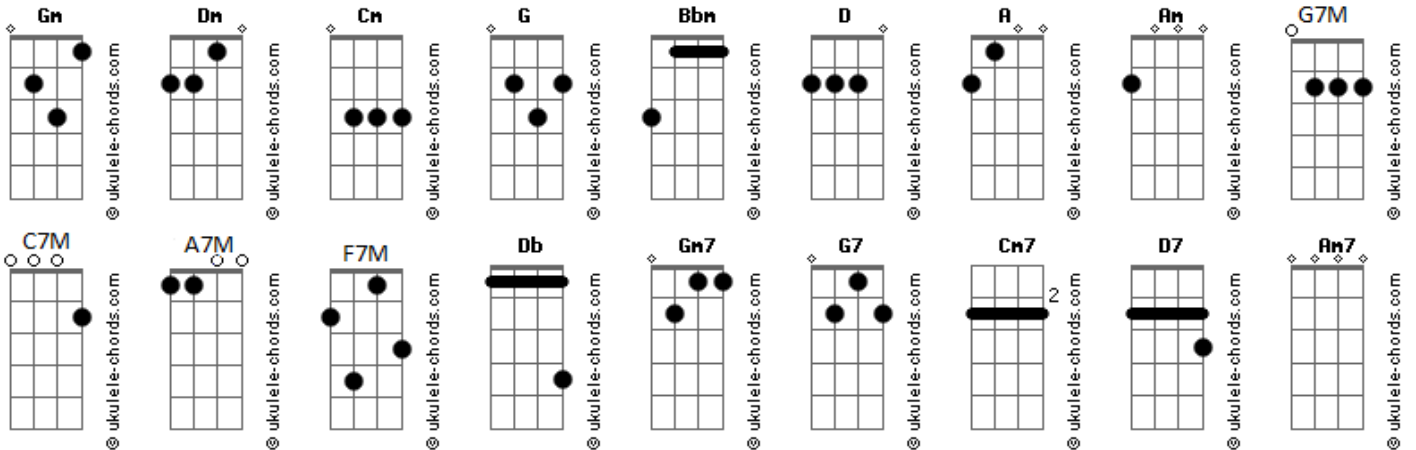 Gm Dm Cm G Bbm D A Am G7M
© ukulele-chords.com © ukulele-chords.com © ukulele-chords.com © ukulele-chords.com © ukulele-chords.com © ukulele-chords.com © ukulele-chords.com © ukulele-chords.com © ukulele-chords.com
C7M A7M F7M Db Gm7 G7 Cm7 D7 Am7
2
© ukulele-chords.com © ukulele-chords.com © ukulele-chords.com © ukulele-chords.com © ukulele-chords.com © ukulele-chords.com © ukulele-chords.com © ukulele-chords.com © ukulele-chords.com